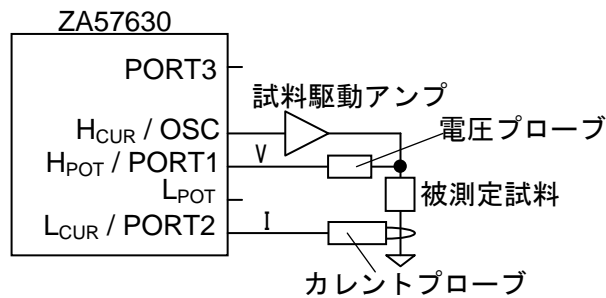 ZA57630
PORT3
試料駆動アンプ
HCUR / OSC
電圧プローブ
HPOT / PORT1
V
LPOT
被測定試料
LCUR / PORT2
I
カレントプローブ